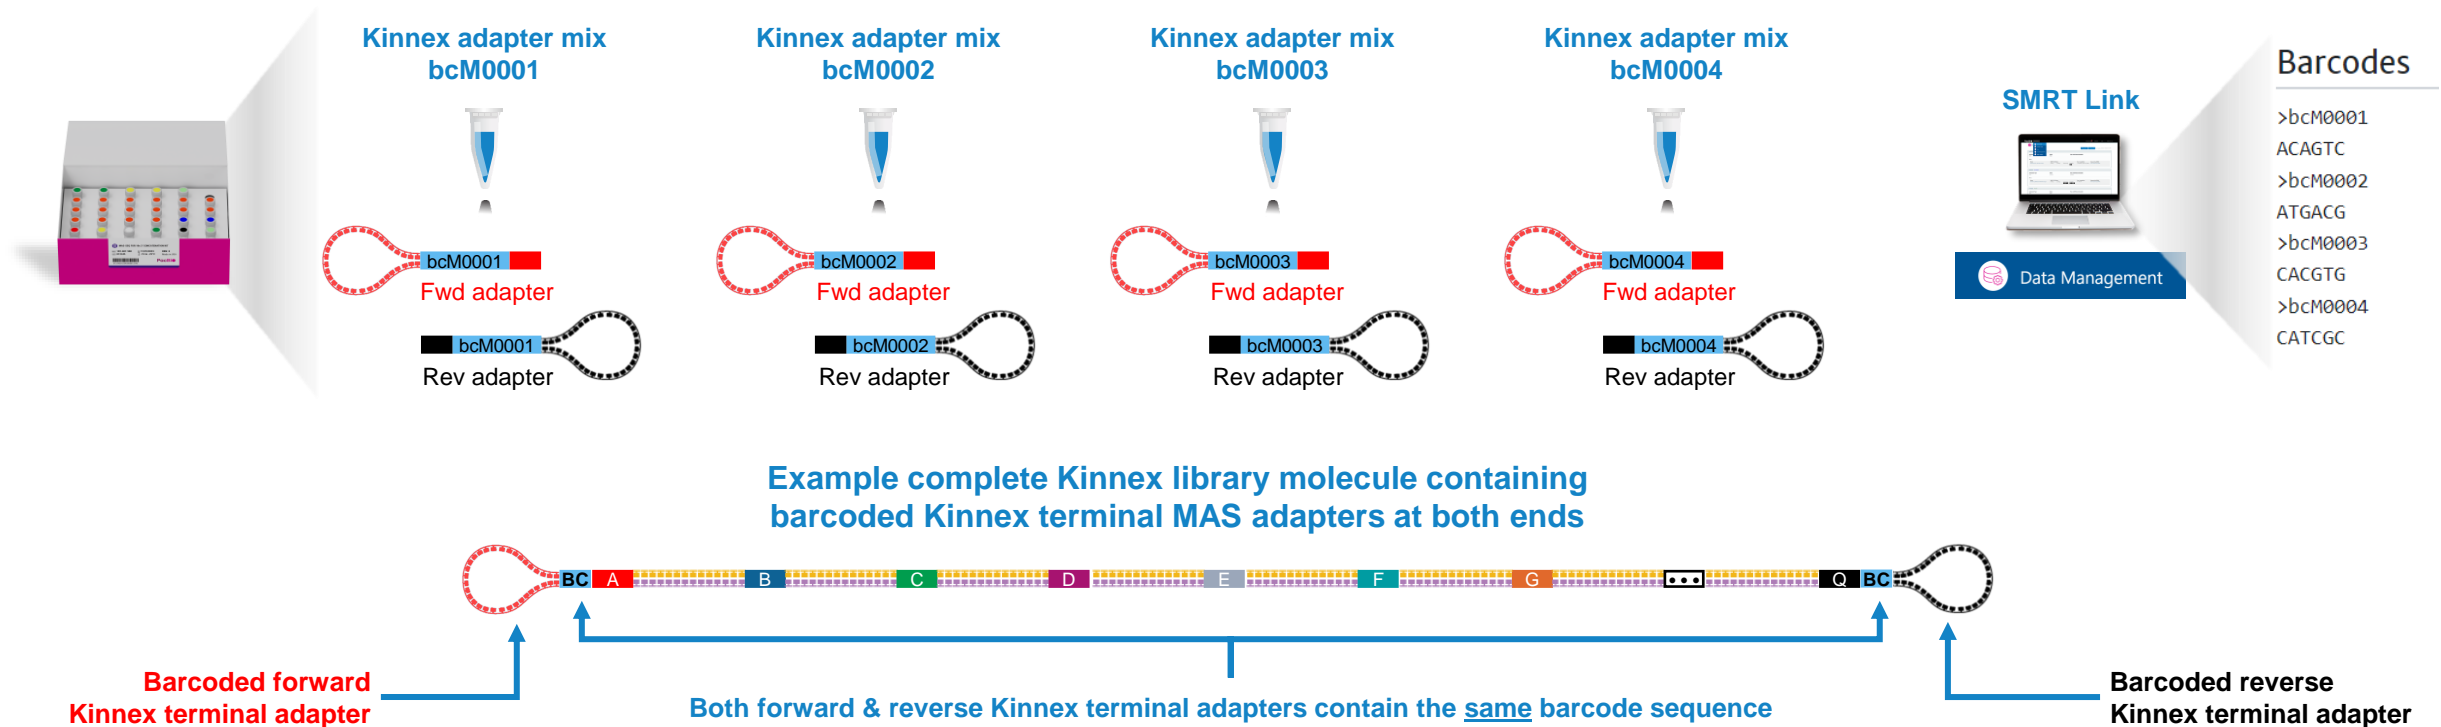 Kinnex adapter mix
bcM0001
Kinnex adapter mix
bcM0002
Kinnex adapter mix
bcM0003
Kinnex adapter mix
bcM0004
bcM0001
Fwd adapter
bcM0001
Rev adapter
bcM0002
Fwd adapter
bcM0002
Rev adapter
bcM0003
Fwd adapter
bcM0003
Rev adapter
bcM0004
Fwd adapter
bcM0004
Rev adapter
SMRT Link
Data Management
Barcodes
>bcM0001
ACAGTC
>bcM0002
ATGACG
>bcM0003
CACGTG
>bcM0004
CATCGC
Example complete Kinnex library molecule containing
barcoded Kinnex terminal MAS adapters at both ends
BC A B C D E F G ... Q BC
Barcoded forward
Kinnex terminal adapter
Both forward & reverse Kinnex terminal adapters contain the same barcode sequence
Barcoded reverse
Kinnex terminal adapter